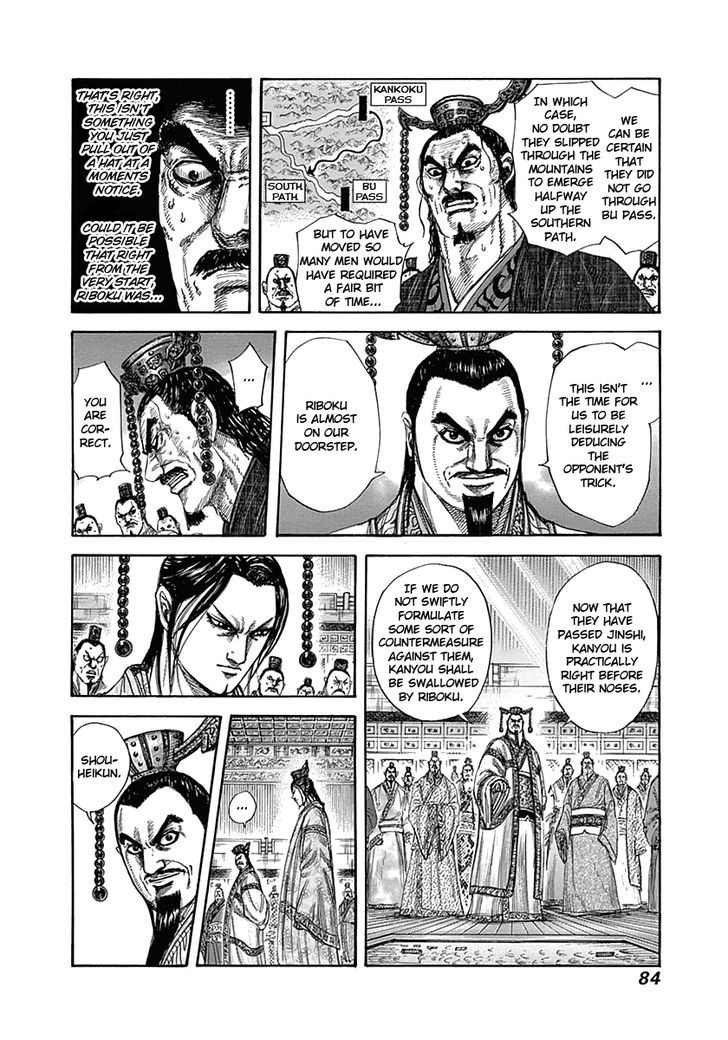 WE
CAN BE
CERTAIN
THAT
THEY DID
NOT GO
THROUGH
BU PASS.
IN WHICH
CASE,
NO DOUBT
THEY SLIPPED
THROUGH THE
MOUNTAINS
TO EMERGE
HALFWAY
UP THE
SOUTHERN
PATH.
KANKOKU
PASS
SOUTH
PATH
BU
PASS
BUT TO HAVE
MOVED SO
MANY MEN WOULD
HAVE REQUIRED
A FAIR BIT
OF TIME...
.........
THAT'S RIGHT,
THIS ISN'T
SOMETHING
YOU JUST
PULL OUT OF
A HAT AT A
MOMENTS
NOTICE.
COULD IT BE
POSSIBLE
THAT RIGHT
FROM THE
VERY START,
RIBOKU WAS...
...
THIS ISN'T
THE TIME FOR
US TO BE
LEISURELY
DEDUCING
THE
OPPONENT'S
TRICK.
RIBOKU
IS ALMOST
ON OUR
DOORSTEP.
...
YOU
ARE
COR-
RECT.
NOW THAT
THEY HAVE
PASSED JINSHI,
KANYOU IS
PRACTICALLY
RIGHT BEFORE
THEIR NOSES.
IF WE DO
NOT SWIFTLY
FORMULATE
SOME SORT OF
COUNTERMEASURE
AGAINST THEM,
KANYOU SHALL
BE SWALLOWED
BY RIBOKU.
...
SHOU-
HEIKUN.
84